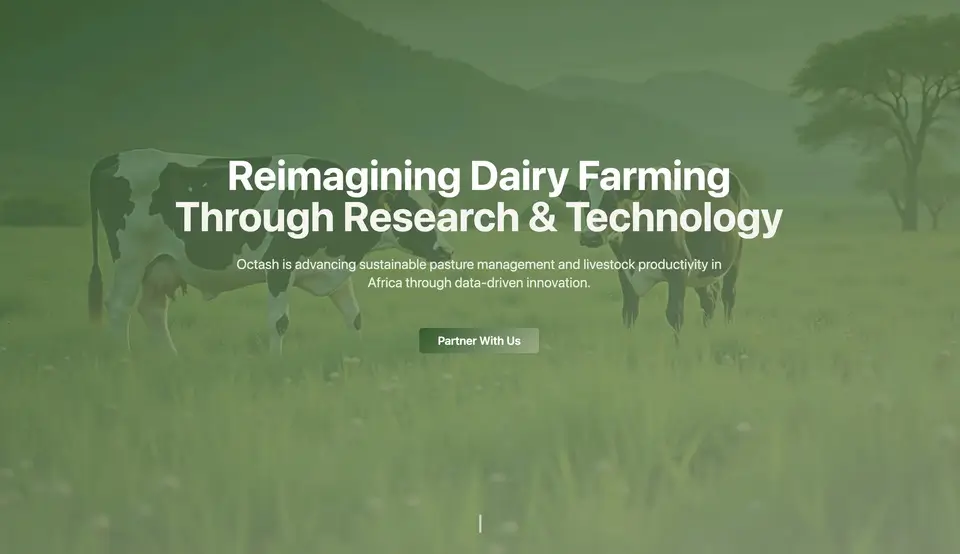 Reimagining Dairy Farming
Through Research & Technology
Octash is advancing sustainable pasture management and livestock productivity in
Africa through data-driven innovation.
Partner With Us